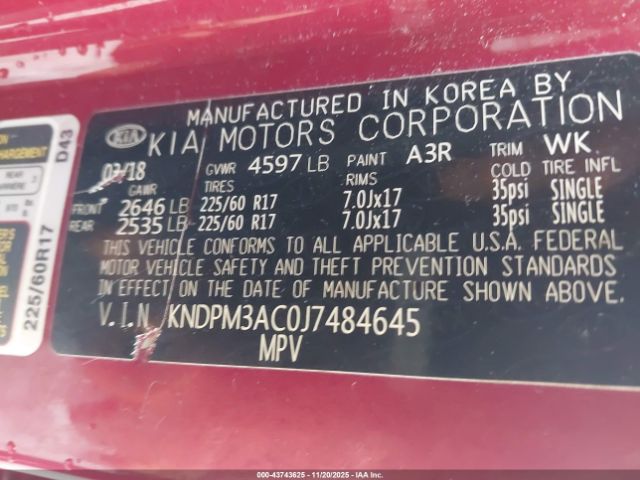 MANUFACTURED IN KOREA BY
KIA KIA MOTORS CORPORATION
03/18 GVWR 4597 LB PAINT A3R TRIM WK
GAWR TIRES RIMS COLD TIRE INFL
FRONT 2646 LB 225/60 R17 7.0Jx17 35psi SINGLE
REAR 2535 LB 225/60 R17 7.0Jx17 35psi SINGLE
THIS VEHICLE CONFORMS TO ALL APPLICABLE U.S.A. FEDERAL
MOTOR VEHICLE SAFETY AND THEFT PREVENTION STANDARDS
IN EFFECT ON THE DATE OF MANUFACTURE SHOWN ABOVE.
V.I.N KNDPM3AC0J7484645
MPV
D43
225/60R17
REAR
000-43743625 - 11/20/2025 - COPART